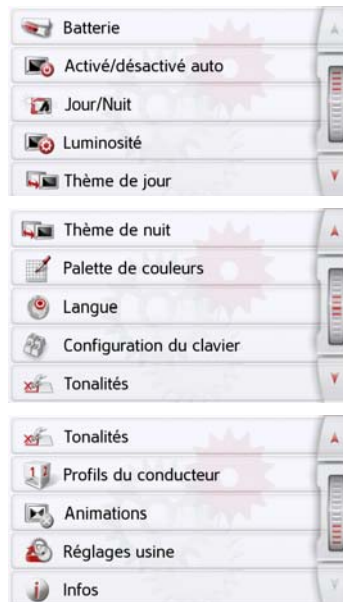 Batterie
Activé/désactivé auto
Jour/Nuit
Luminosité
Thème de jour
Thème de nuit
Palette de couleurs
Langue
Configuration du clavier
Tonalités
Tonalités
Profils du conducteur
Animations
Réglages usine
Infos